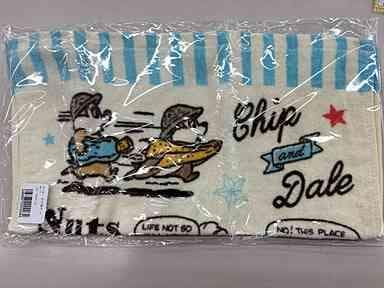 Chip
and
Dale
Nuts
LIFE NOT SO
NO! THIS PLACE